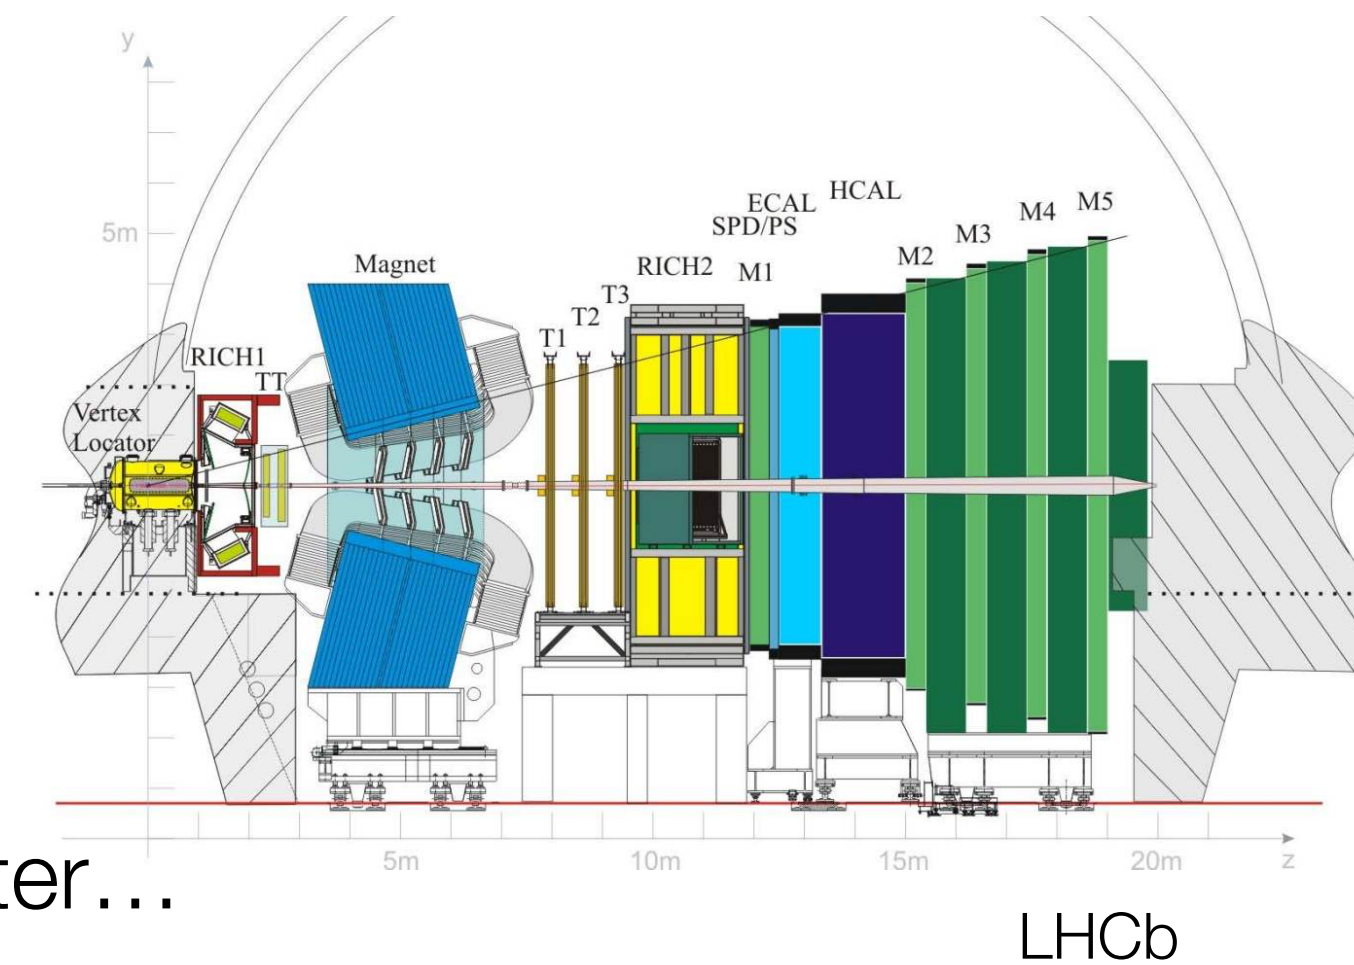 y
HCAL
ECAL
SPD/PS
M5
M4
5m
M3
M2
Magnet
RICH2
M1
T3
T2
T1
RICH1
TT
Vertex
Locator
5m
10m
15m
20m
z
ter...
LHCb